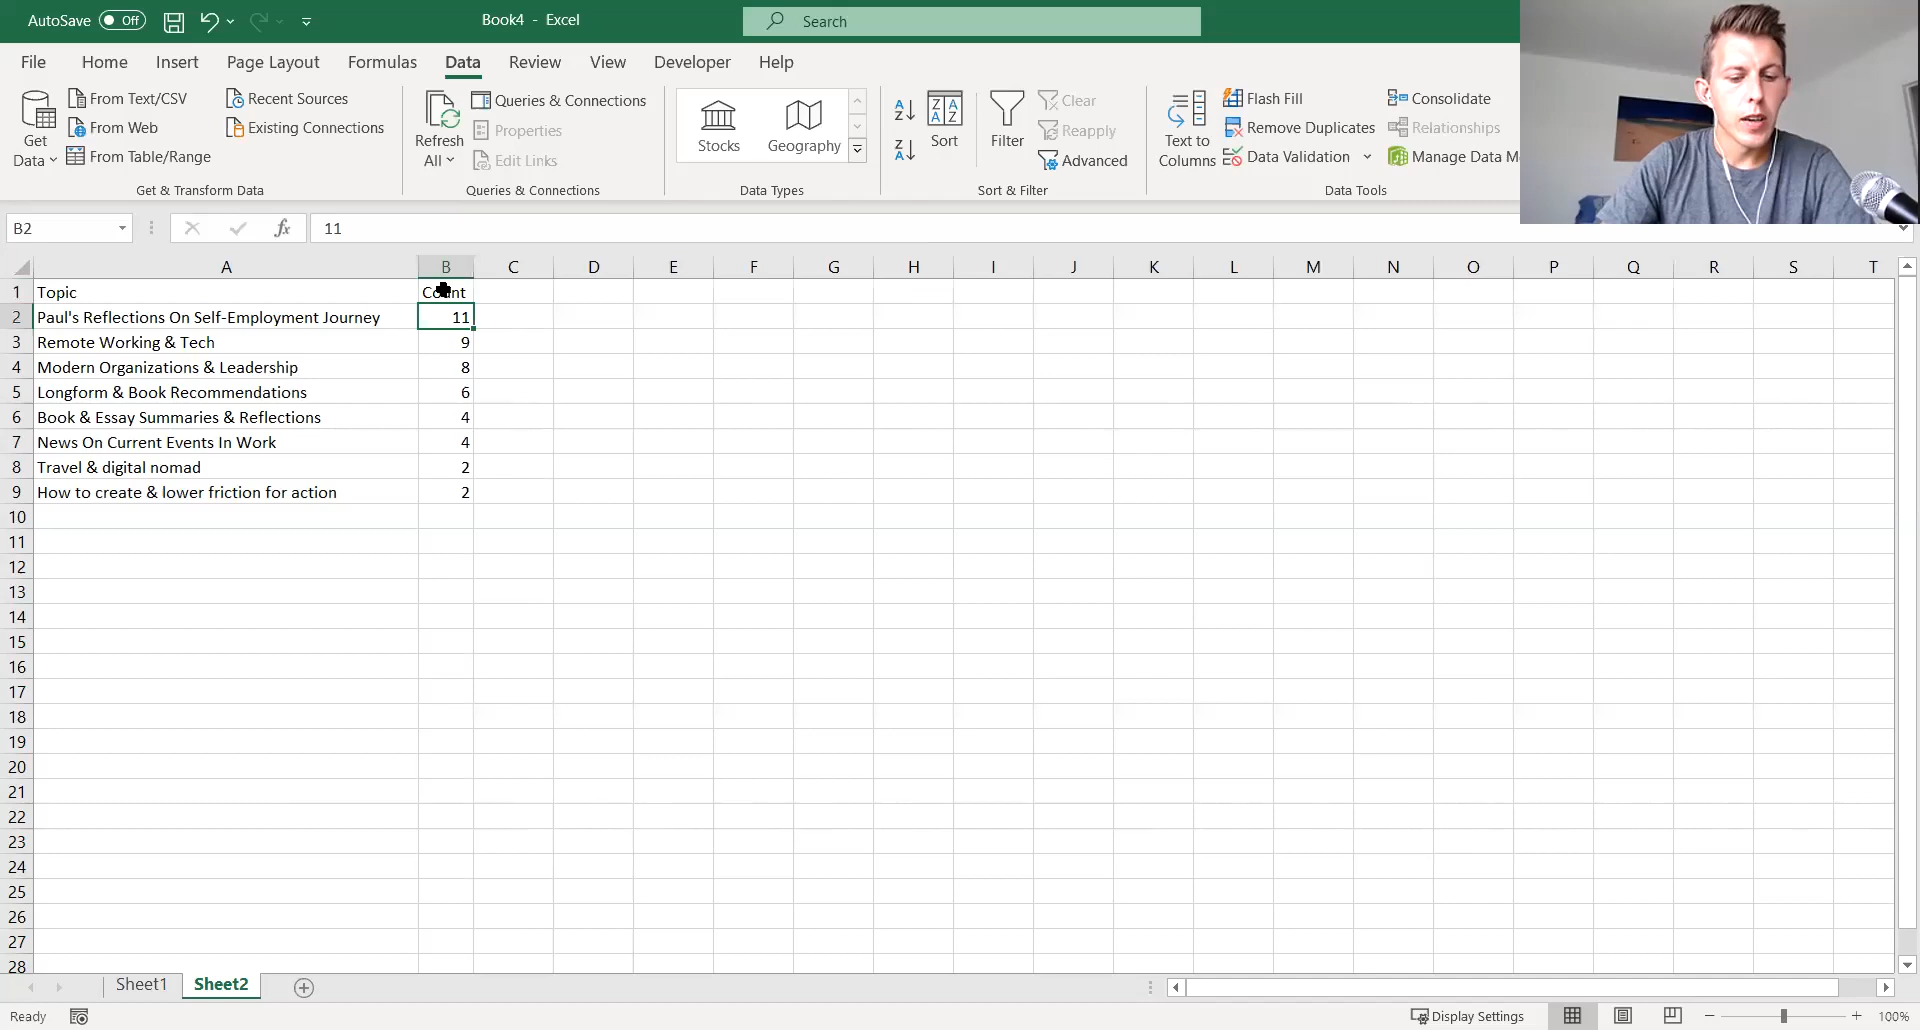 AutoSave Off Book4 - Excel Search
File Home Insert Page Layout Formulas Data Review View Developer Help
Get Data
From Text/CSV
From Web
From Table/Range
Recent Sources
Existing Connections
Get & Transform Data
Refresh All
Queries & Connections
Properties
Edit Links
Queries & Connections
Stocks Geography
Data Types
Sort
Filter
Clear
Reapply
Advanced
Sort & Filter
Text to Columns
Flash Fill
Remove Duplicates
Data Validation
Consolidate
Relationships
Manage Data M
Data Tools
B2 fx 11
A B C D E F G H I J K L M N O P Q R S T
1 Topic Count
2 Paul's Reflections On Self-Employment Journey 11
3 Remote Working & Tech 9
4 Modern Organizations & Leadership 8
5 Longform & Book Recommendations 6
6 Book & Essay Summaries & Reflections 4
7 News On Current Events In Work 4
8 Travel & digital nomad 2
9 How to create & lower friction for action 2
10
11
12
13
14
15
16
17
18
19
20
21
22
23
24
25
26
27
28
Sheet1 Sheet2
Ready Display Settings 100%